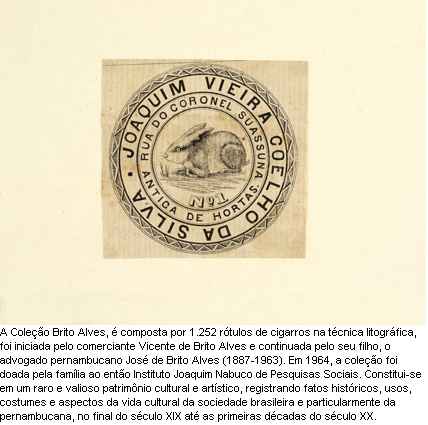 JOAQUIM VIEIRA COELHO DA SILVA •
RUA DO CORONEL SUASSUNA.
ANTIGA DE HORTAS.
Nº1
A Coleção Brito Alves, é composta por 1.252 rótulos de cigarros na técnica litográfica,
foi iniciada pelo comerciante Vicente de Brito Alves e continuada pelo seu filho, o
advogado pernambucano José de Brito Alves (1887-1963). Em 1964, a coleção foi
doada pela família ao então Instituto Joaquim Nabuco de Pesquisas Sociais. Constitui-se
em um raro e valioso patrimônio cultural e artístico, registrando fatos históricos, usos,
costumes e aspectos da vida cultural da sociedade brasileira e particularmente da
pernambucana, no final do século XIX até as primeiras décadas do século XX.